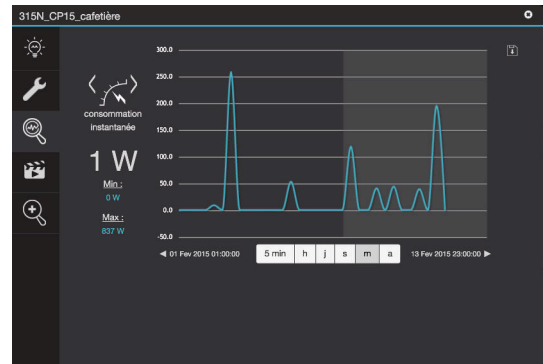 315N_CP15_cafetière
consommation
instantanée
1 W
Min :
0 W
Max :
837 W
300.0
250.0
200.0
150.0
100.0
50.0
0.0
-50.0
01 Fev 2015 01:00:00
5 min h j s m a
13 Fev 2015 23:00:00